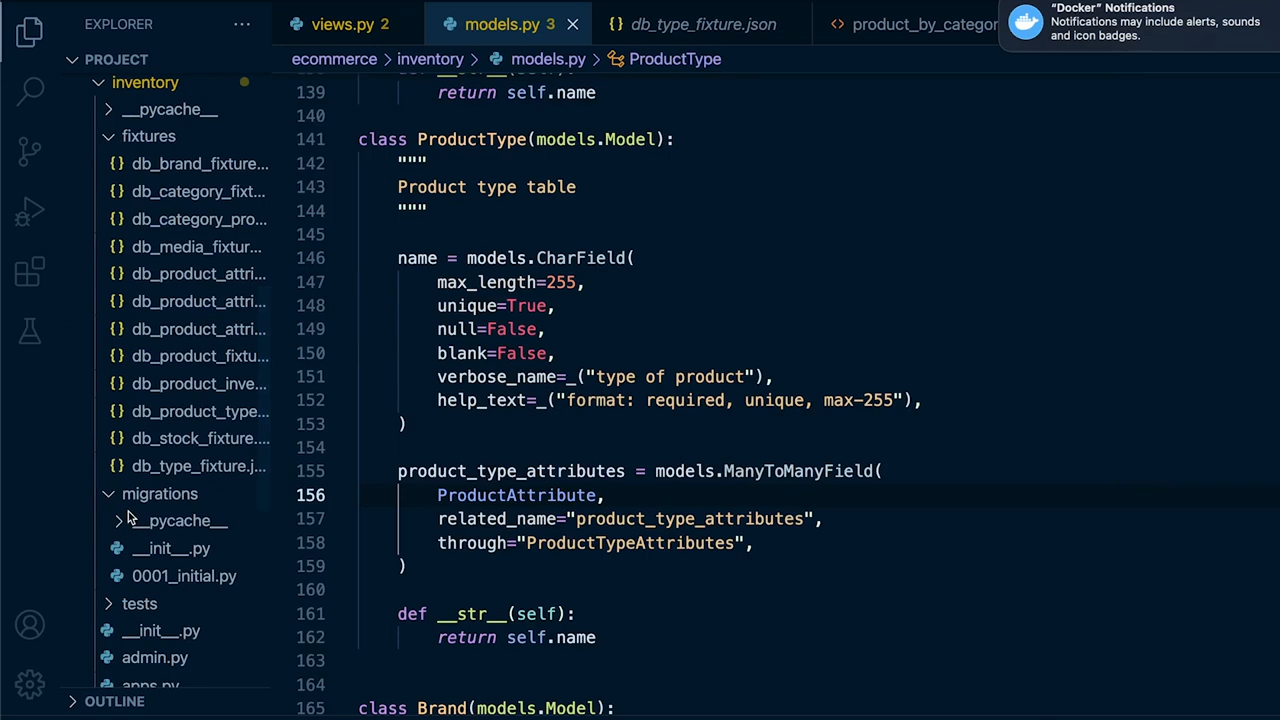 EXPLORER
PROJECT
inventory
__pycache__
fixtures
db_brand_fixture...
db_category_fixt...
db_category_pro...
db_media_fixtur...
db_product_attri...
db_product_attri...
db_product_attri...
db_product_fixtu...
db_product_inve...
db_product_type...
db_stock_fixture....
db_type_fixture.j...
migrations
__pycache__
__init__.py
0001_initial.py
tests
__init__.py
admin.py
apps.py
OUTLINE
views.py 2
models.py 3
db_type_fixture.json
product_by_categor
"Docker" Notifications
Notifications may include alerts, sounds
and icon badges.
ecommerce > inventory > models.py > ProductType
def __str__(self):
139 return self.name
140
141 class ProductType(models.Model):
142 """
143 Product type table
144 """
145
146 name = models.CharField(
147 max_length=255,
148 unique=True,
149 null=False,
150 blank=False,
151 verbose_name=_("type of product"),
152 help_text=_("format: required, unique, max-255"),
153 )
154
155 product_type_attributes = models.ManyToManyField(
156 ProductAttribute,
157 related_name="product_type_attributes",
158 through="ProductTypeAttributes",
159 )
160
161 def __str__(self):
162 return self.name
163
164
165 class Brand(models.Model):